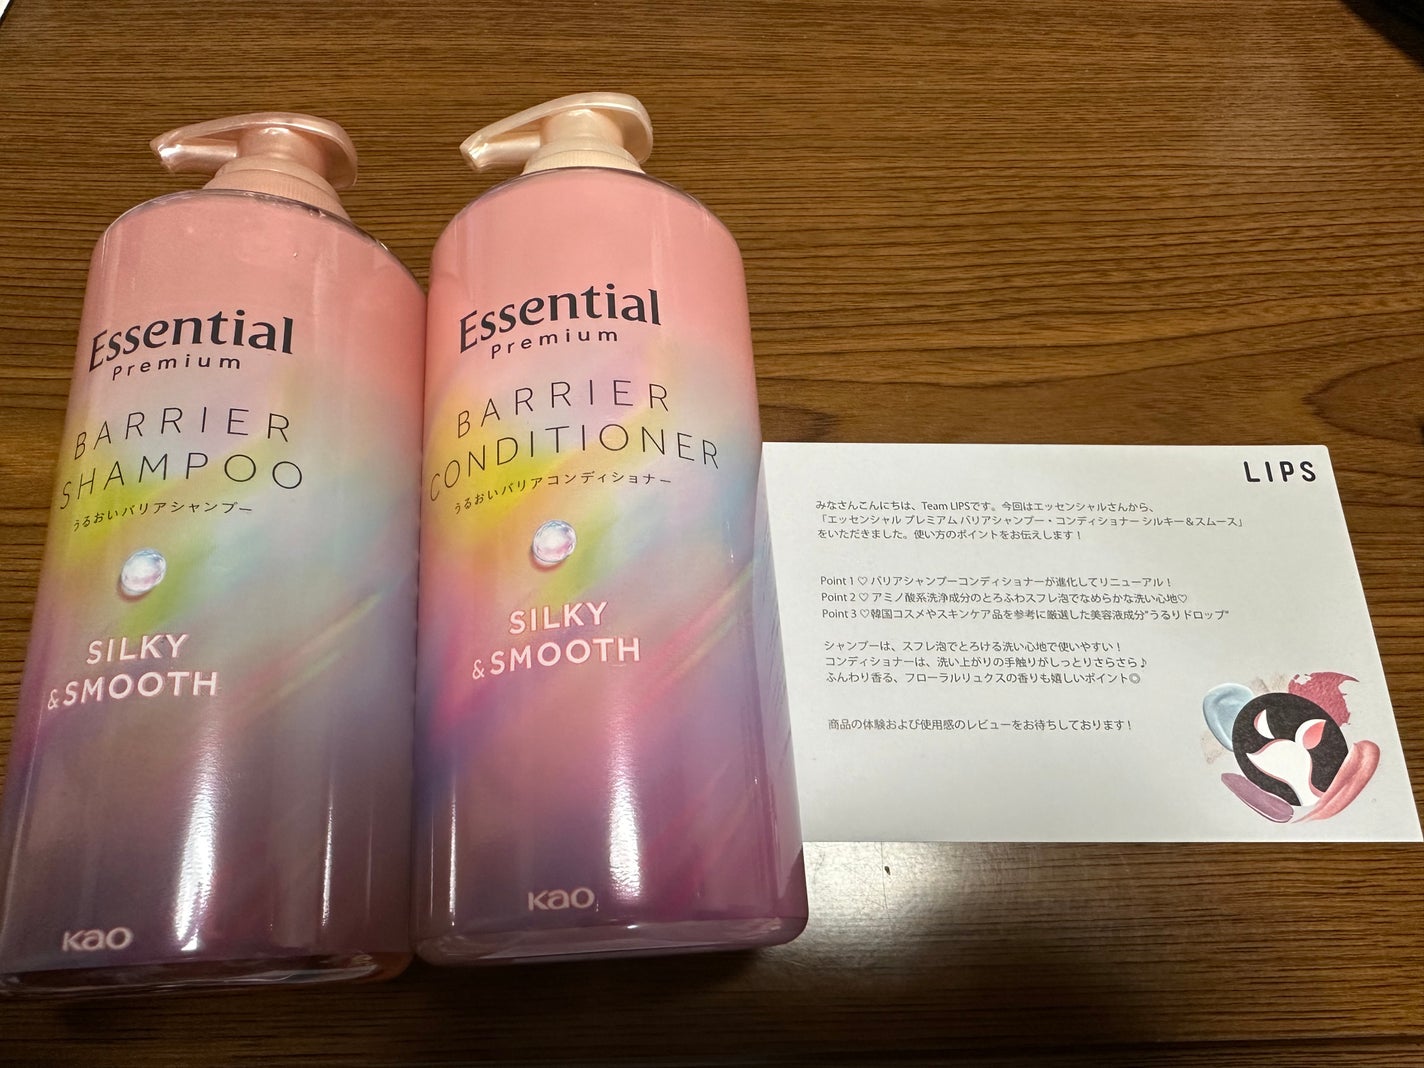 Essential
Premium
BARRIER
SHAMPOO
うるおいバリアシャンプー
SILKY
&SMOOTH
Kao
Essential
Premium
BARRIER
CONDITIONER
うるおいバリアコンディショナー
SILKY
&SMOOTH
Kao
LIPS
みなさんこんにちは、Team LIPSです。今回はエッセンシャルさんから、
「エッセンシャル プレミアム バリアシャンプー・コンディショナー シルキー＆スムース」
をいただきました。使い方のポイントをお伝えします！
Point 1 ♡ バリアシャンプーコンディショナーが進化してリニューアル！
Point 2 ♡ アミノ酸系洗浄成分のとろふわスフレ泡でなめらかな洗い心地♡
Point 3 ♡韓国コスメやスキンケア品を参考に厳選した美容液成分"うるりドロップ"
シャンプーは、スフレ泡でとろける洗い心地で使いやすい！
コンディショナーは、洗い上がりの手触りがしっとりさらさら♪
ふんわり香る、フローラルリュクスの香りも嬉しいポイント◎
商品の体験および使用感のレビューをお待ちしております！